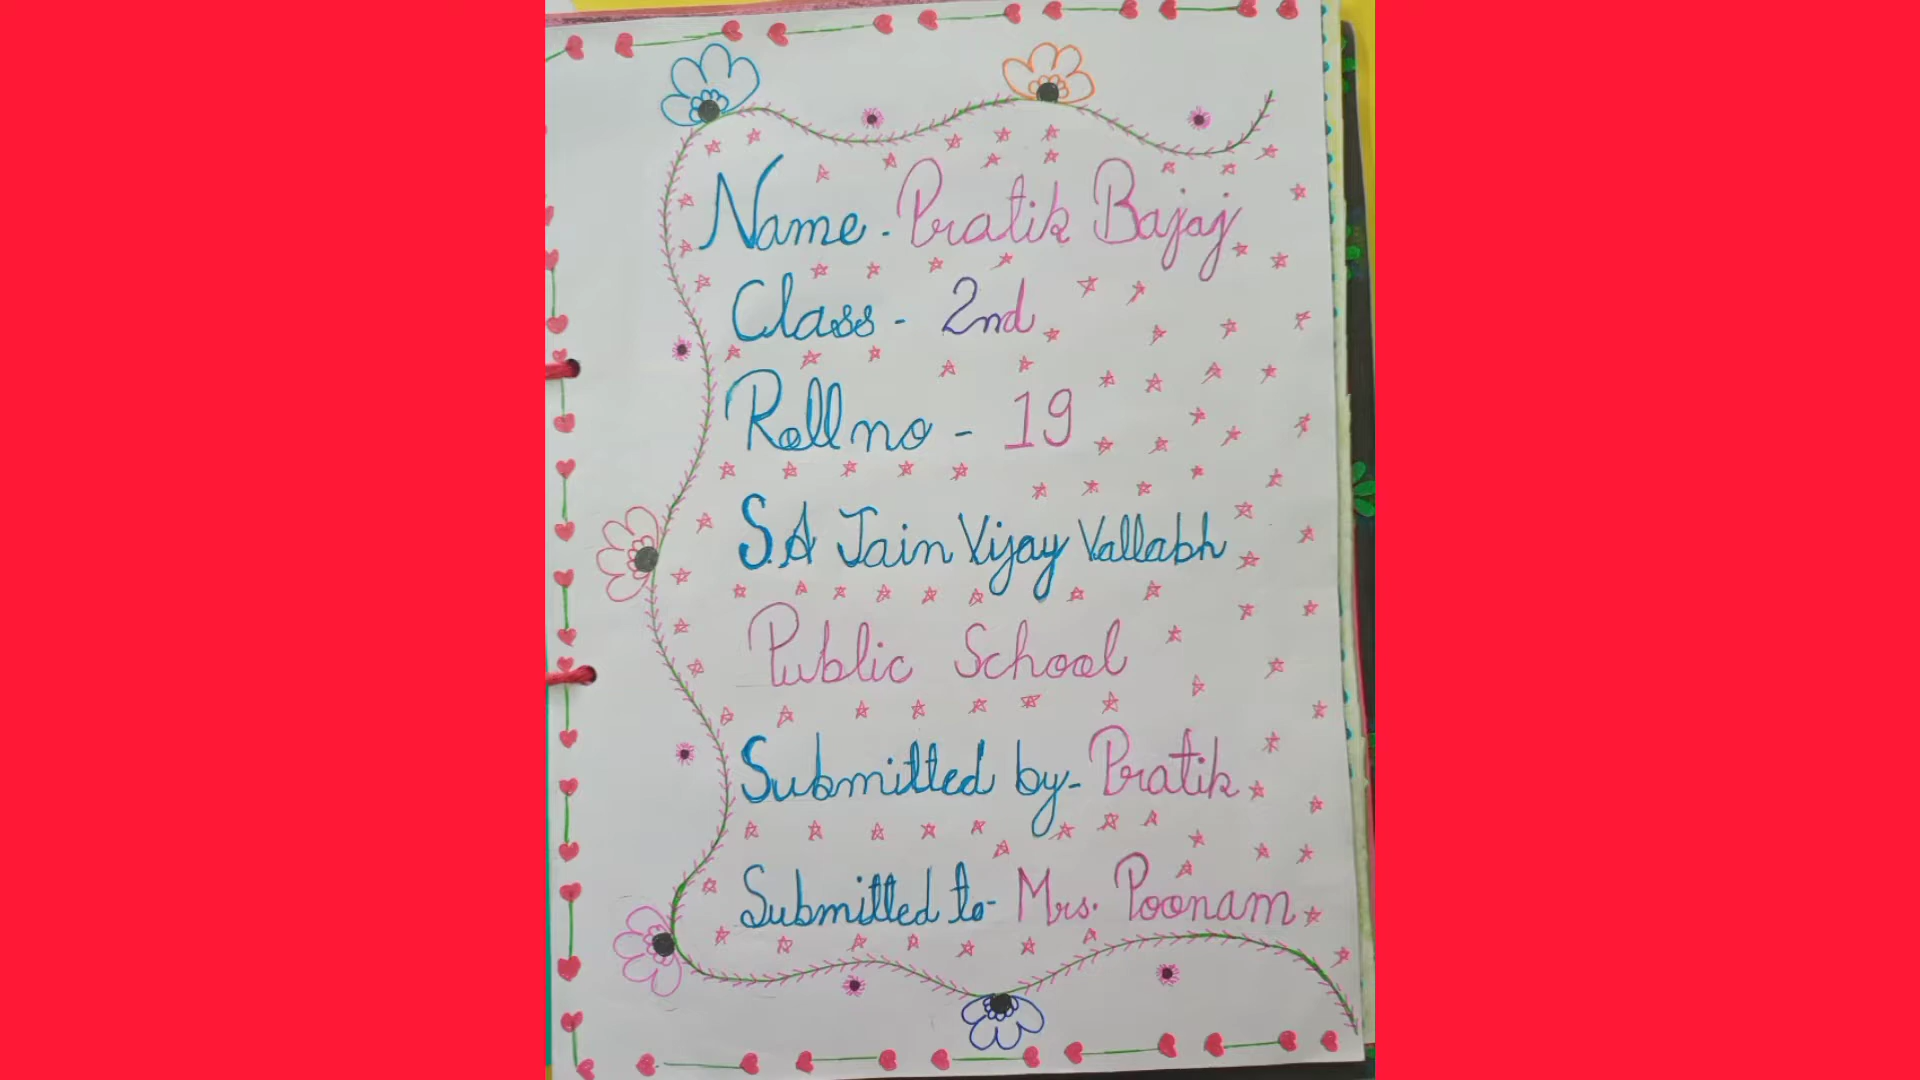 Name - Pratik Bajaj
Class - 2nd
Roll no - 19
S.A Jain Vijay Vallabh
Public School
Submitted by - Pratik
Submitted to - Mrs. Poonam